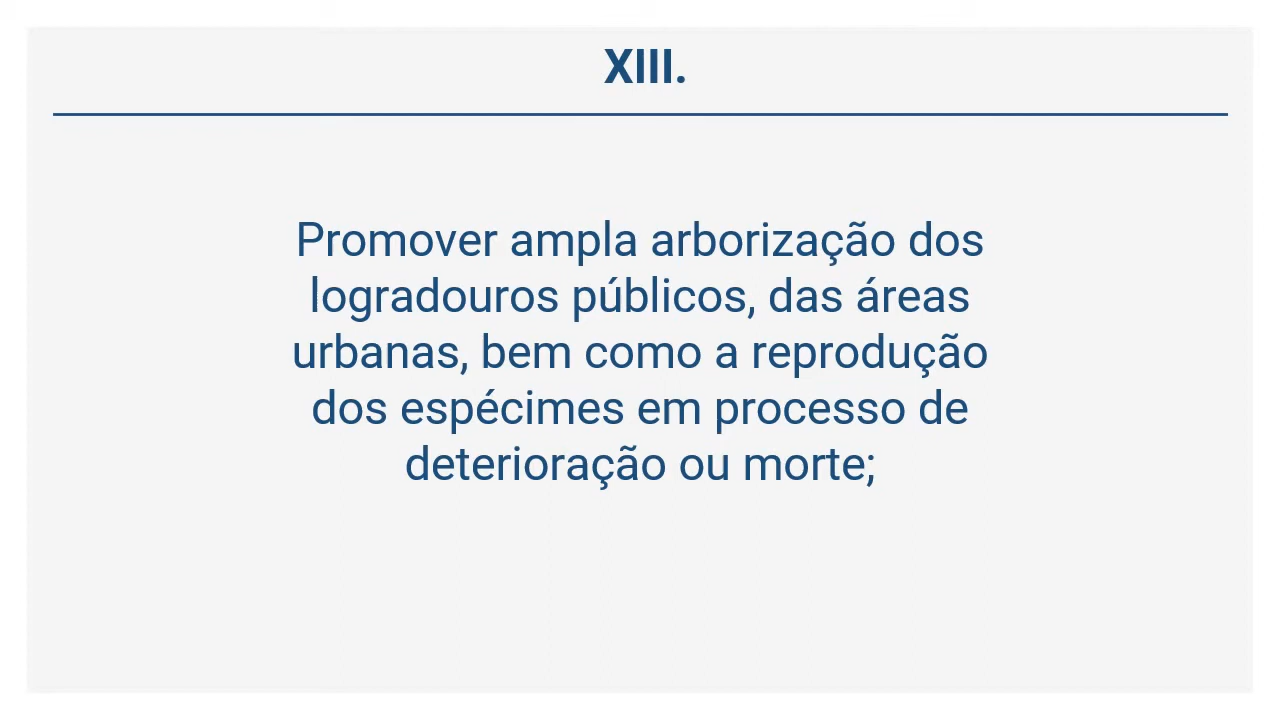 XIII.
Promover ampla arborização dos
logradouros públicos, das áreas
urbanas, bem como a reprodução
dos espécimes em processo de
deterioração ou morte;